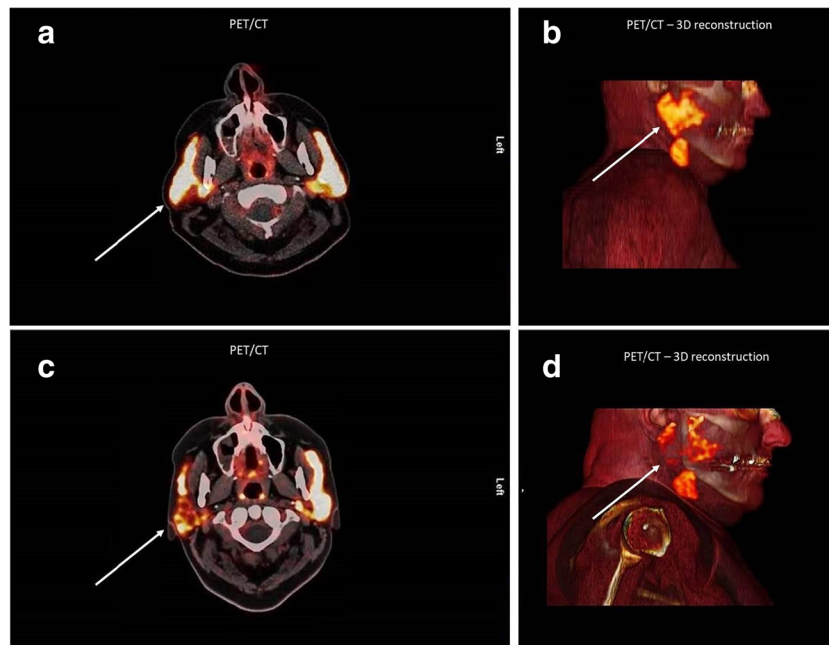 a
PET/CT
Left
b
PET/CT – 3D reconstruction
c
PET/CT
Left
d
PET/CT – 3D reconstruction